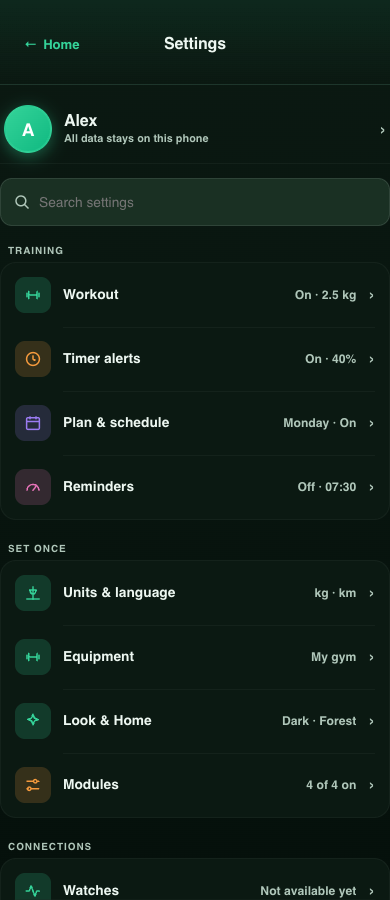 ← Home
Settings
A
Alex
All data stays on this phone
›
Search settings
TRAINING
Workout On · 2.5 kg ›
Timer alerts On · 40% ›
Plan & schedule Monday · On ›
Reminders Off · 07:30 ›
SET ONCE
Units & language kg · km ›
Equipment My gym ›
Look & Home Dark · Forest ›
Modules 4 of 4 on ›
CONNECTIONS
Watches Not available yet ›